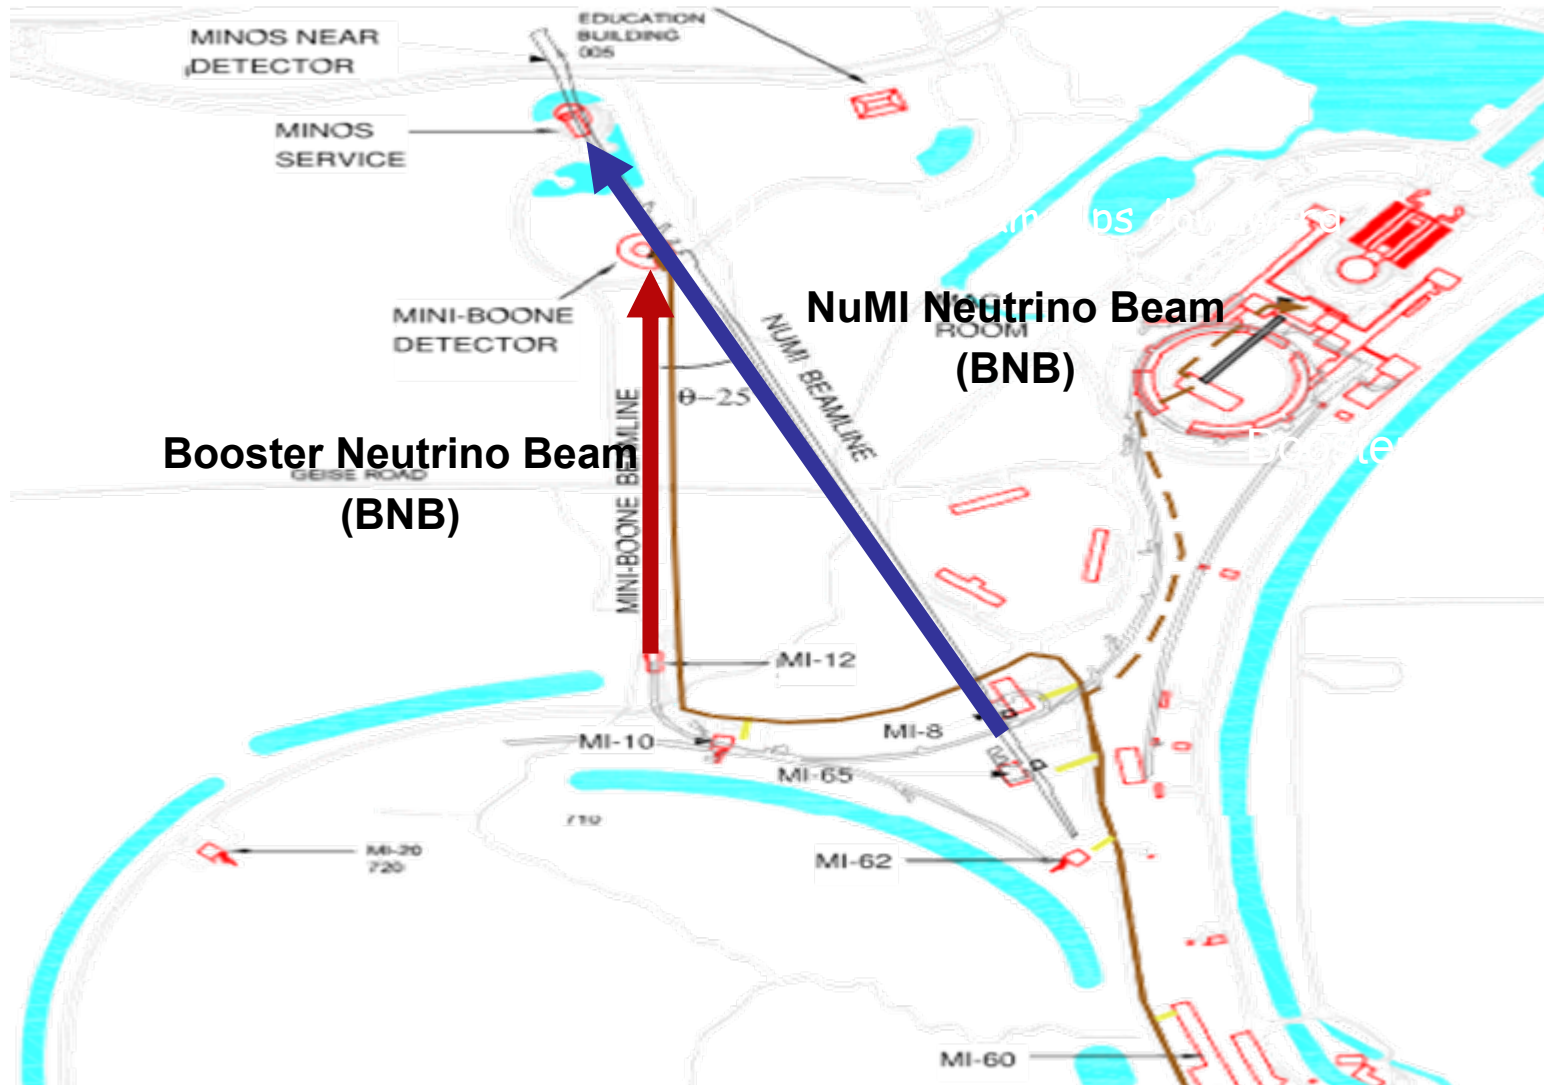 EDUCATION
BUILDING
005
MINOS NEAR
DETECTOR
MINOS
SERVICE
NuMI Neutrino Beam
(BNB)
ROOM
MINI-BOONE
DETECTOR
NUMI BEAMLINE
θ-25
MINI-BOONE BEAMLINE
Booster Neutrino Beam
(BNB)
GEISE ROAD
MI-12
MI-10
MI-8
MI-65
710
MI-62
MI-20
720
MI-60